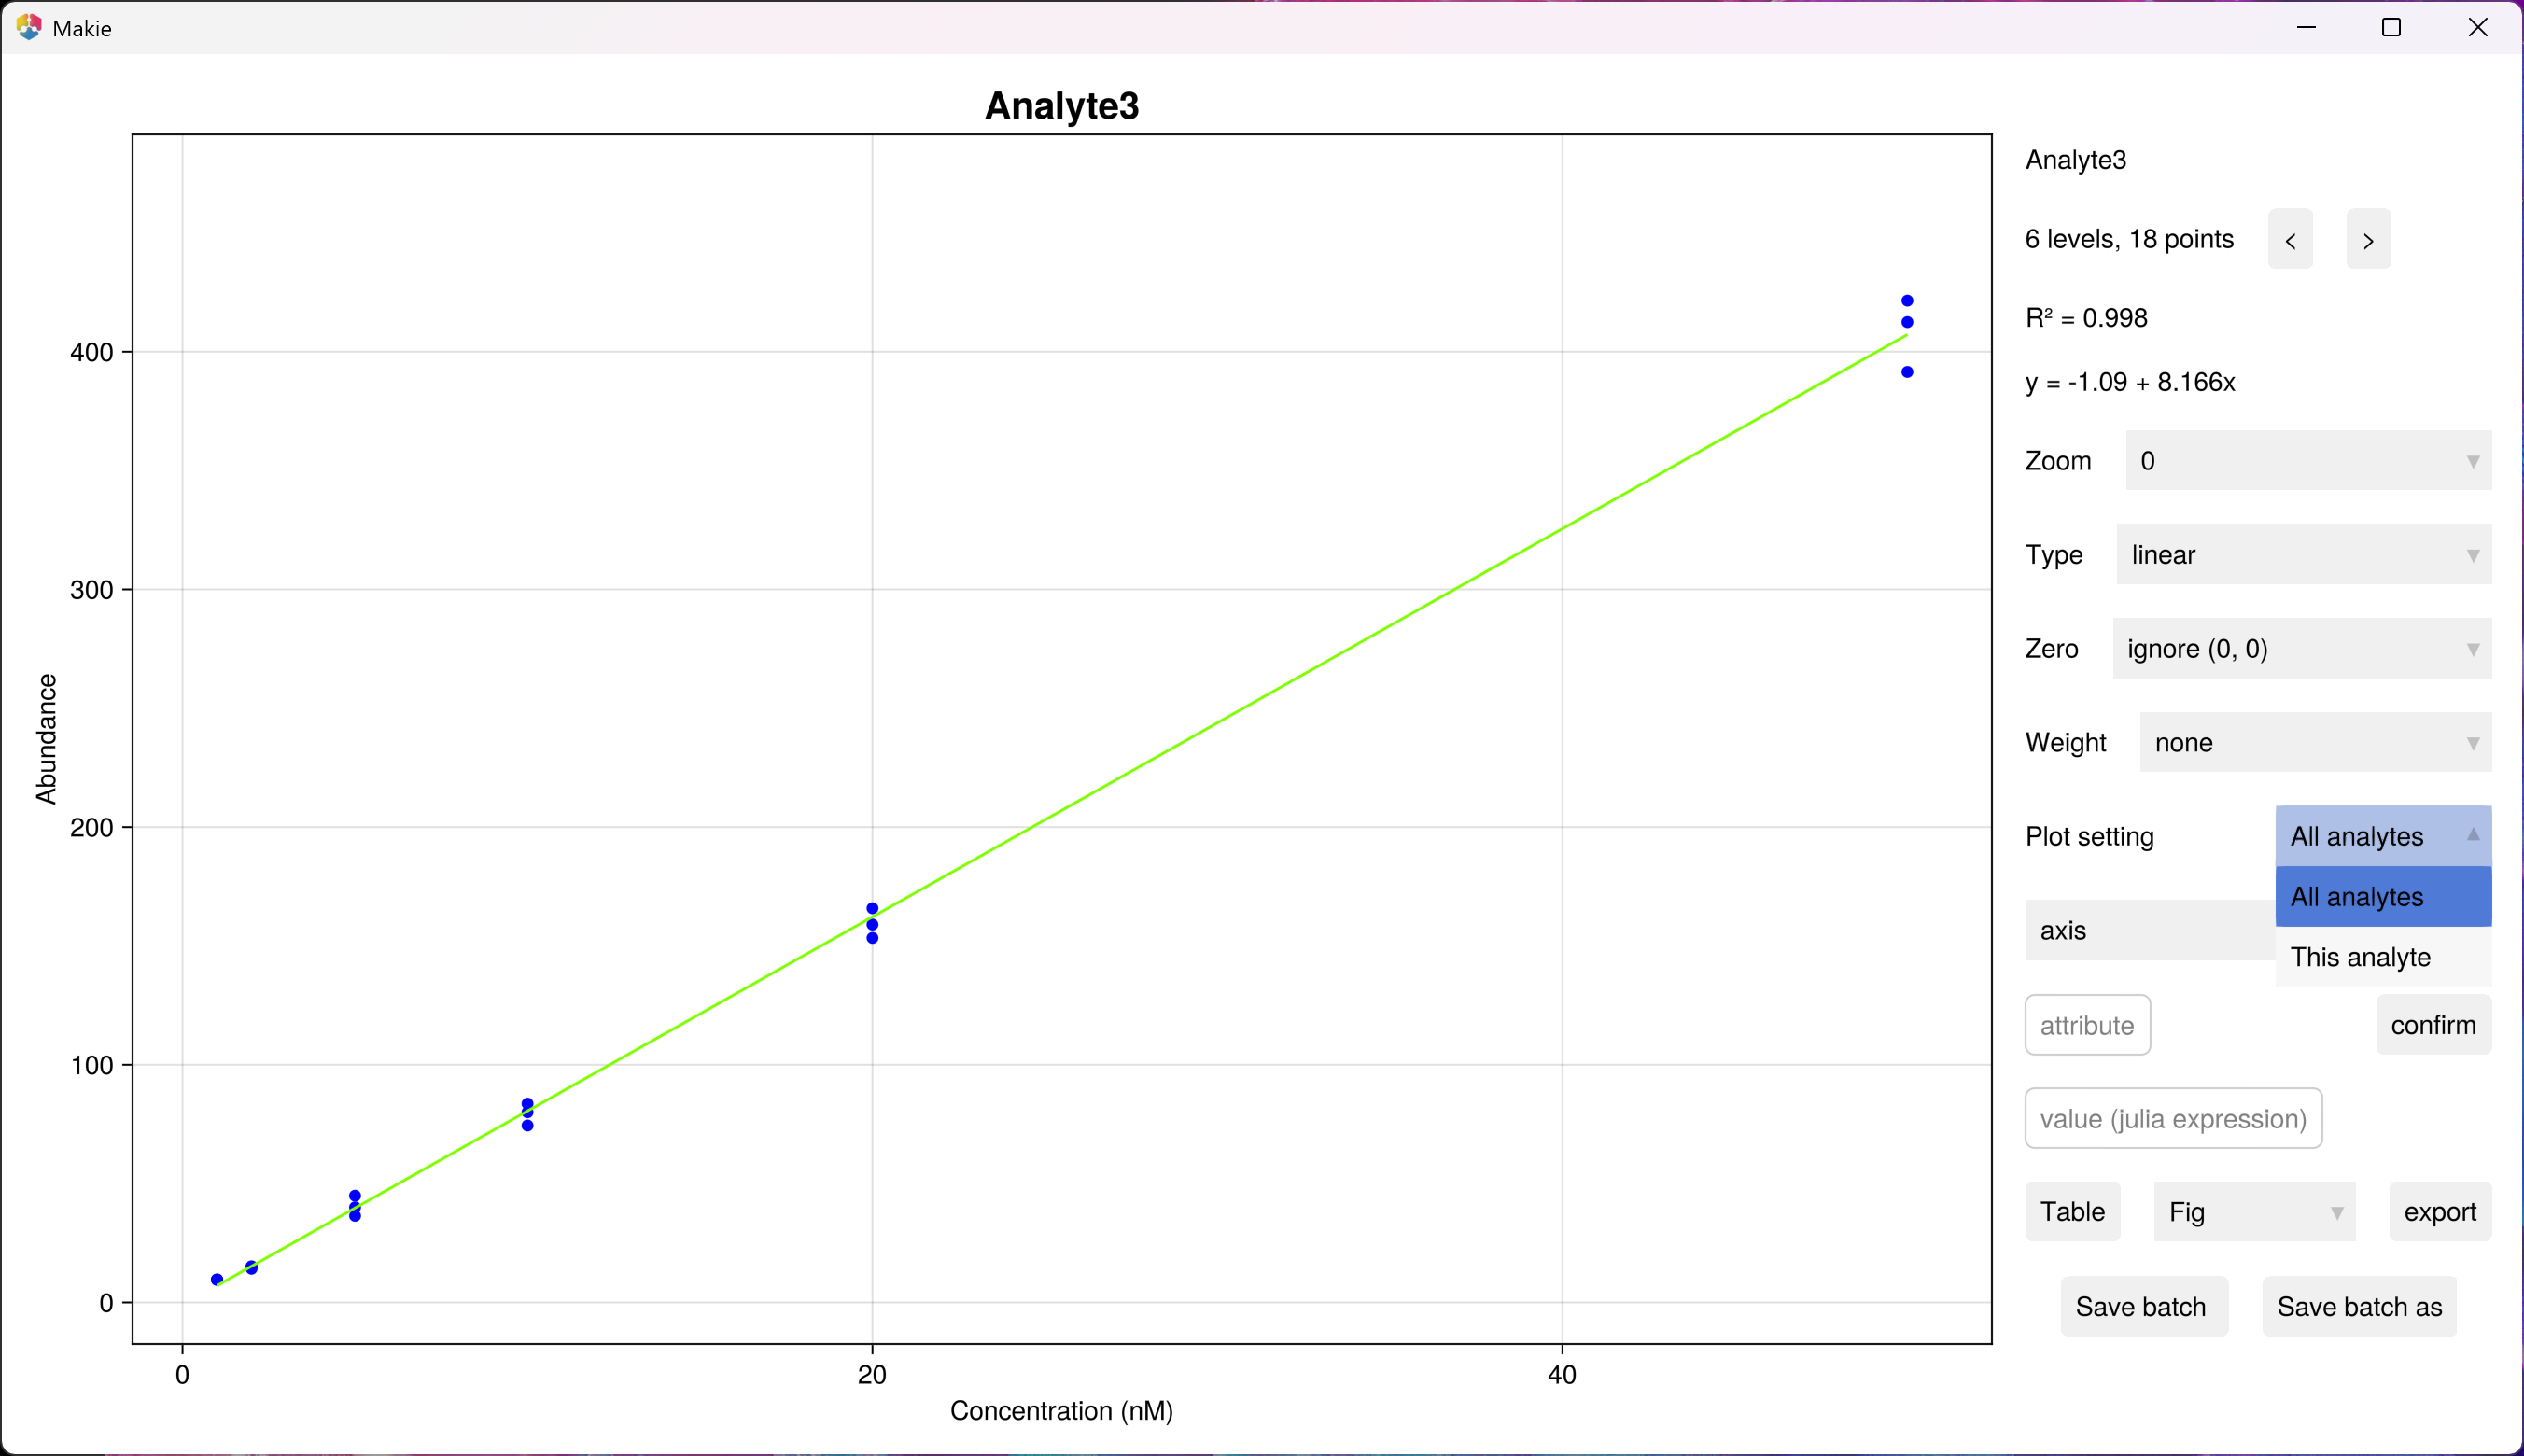 Makie
Analyte3
400
300
200
100
0
Abundance
0
20
40
Concentration (nM)
Analyte3
6 levels, 18 points < >
R² = 0.998
y = -1.09 + 8.166x
Zoom 0 ▼
Type linear ▼
Zero ignore (0, 0) ▼
Weight none ▼
Plot setting All analytes ▲
All analytes
axis
This analyte
attribute confirm
value (julia expression)
Table Fig ▼ export
Save batch Save batch as